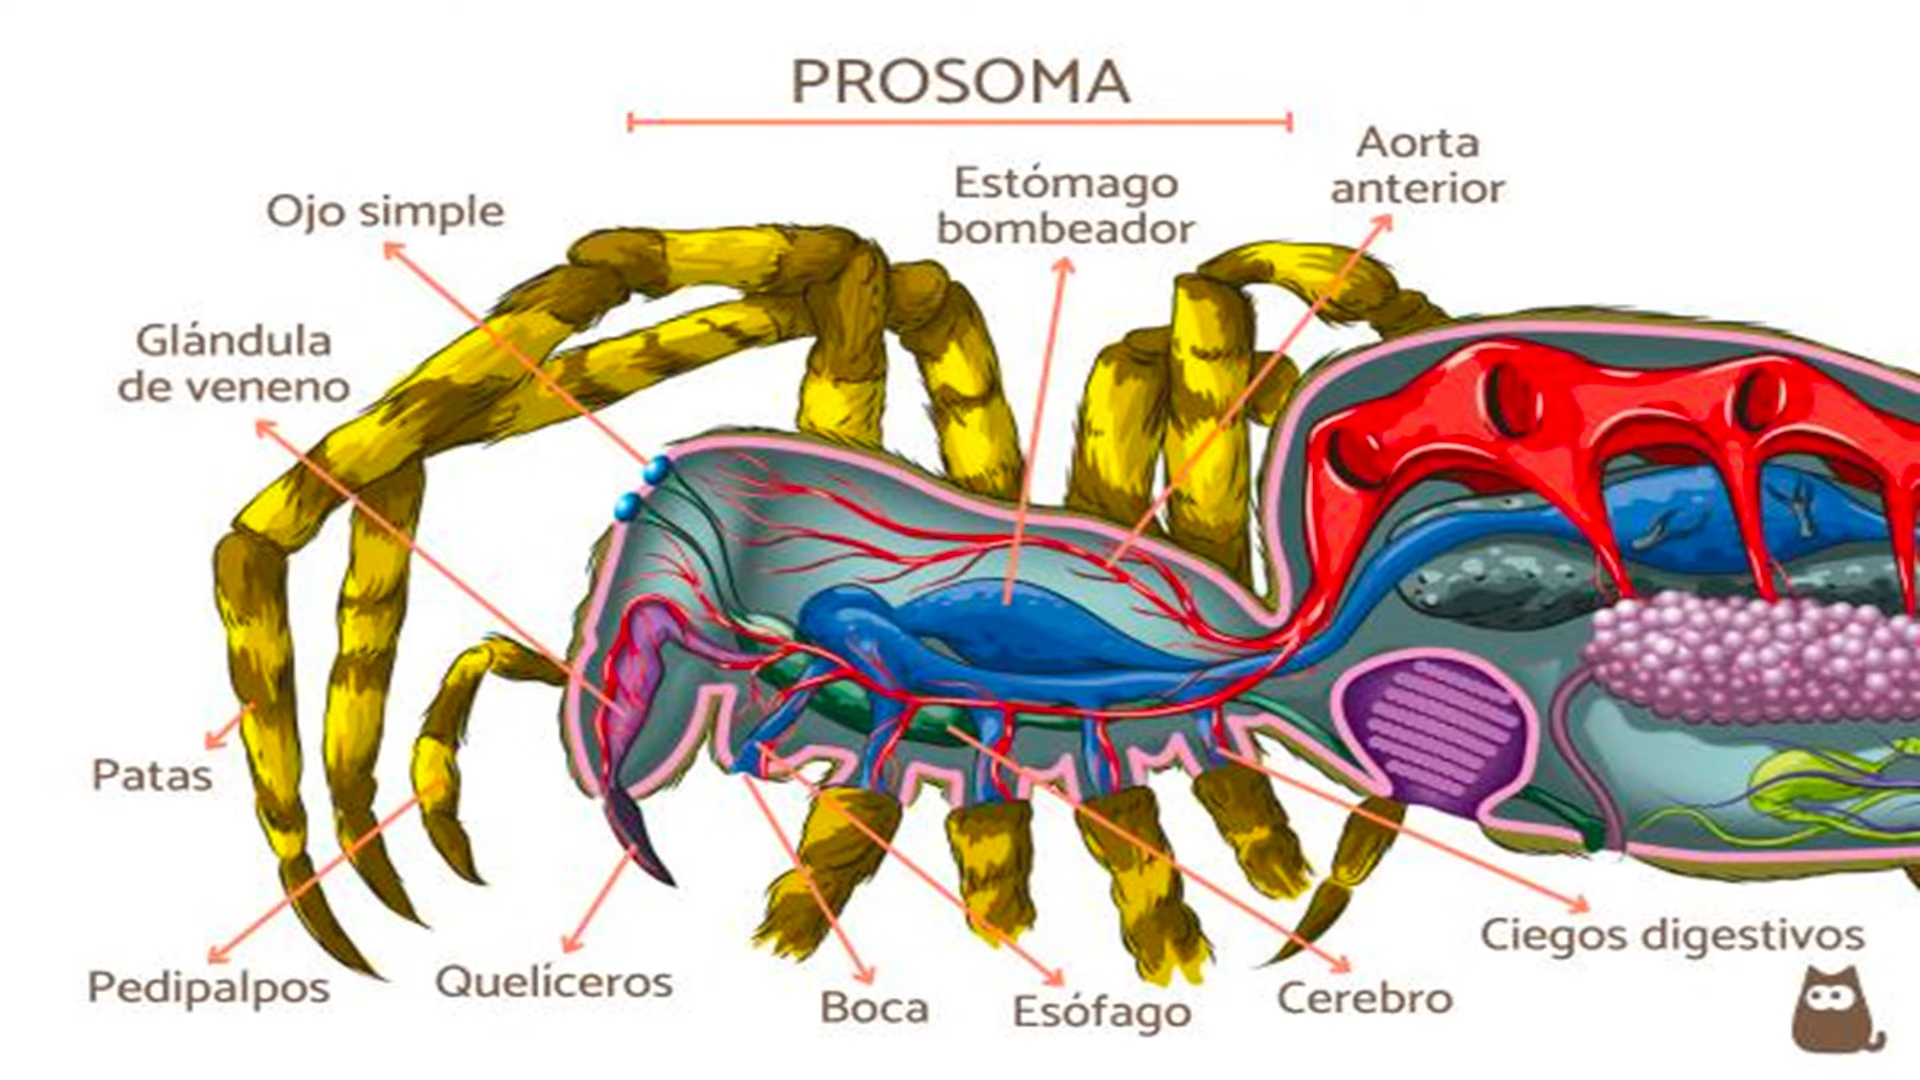 PROSOMA
Aorta
anterior
Estómago
bombeador
Ojo simple
Glándula
de veneno
Patas
Pedipalpos
Quelíceros
Boca
Esófago
Cerebro
Ciegos digestivos